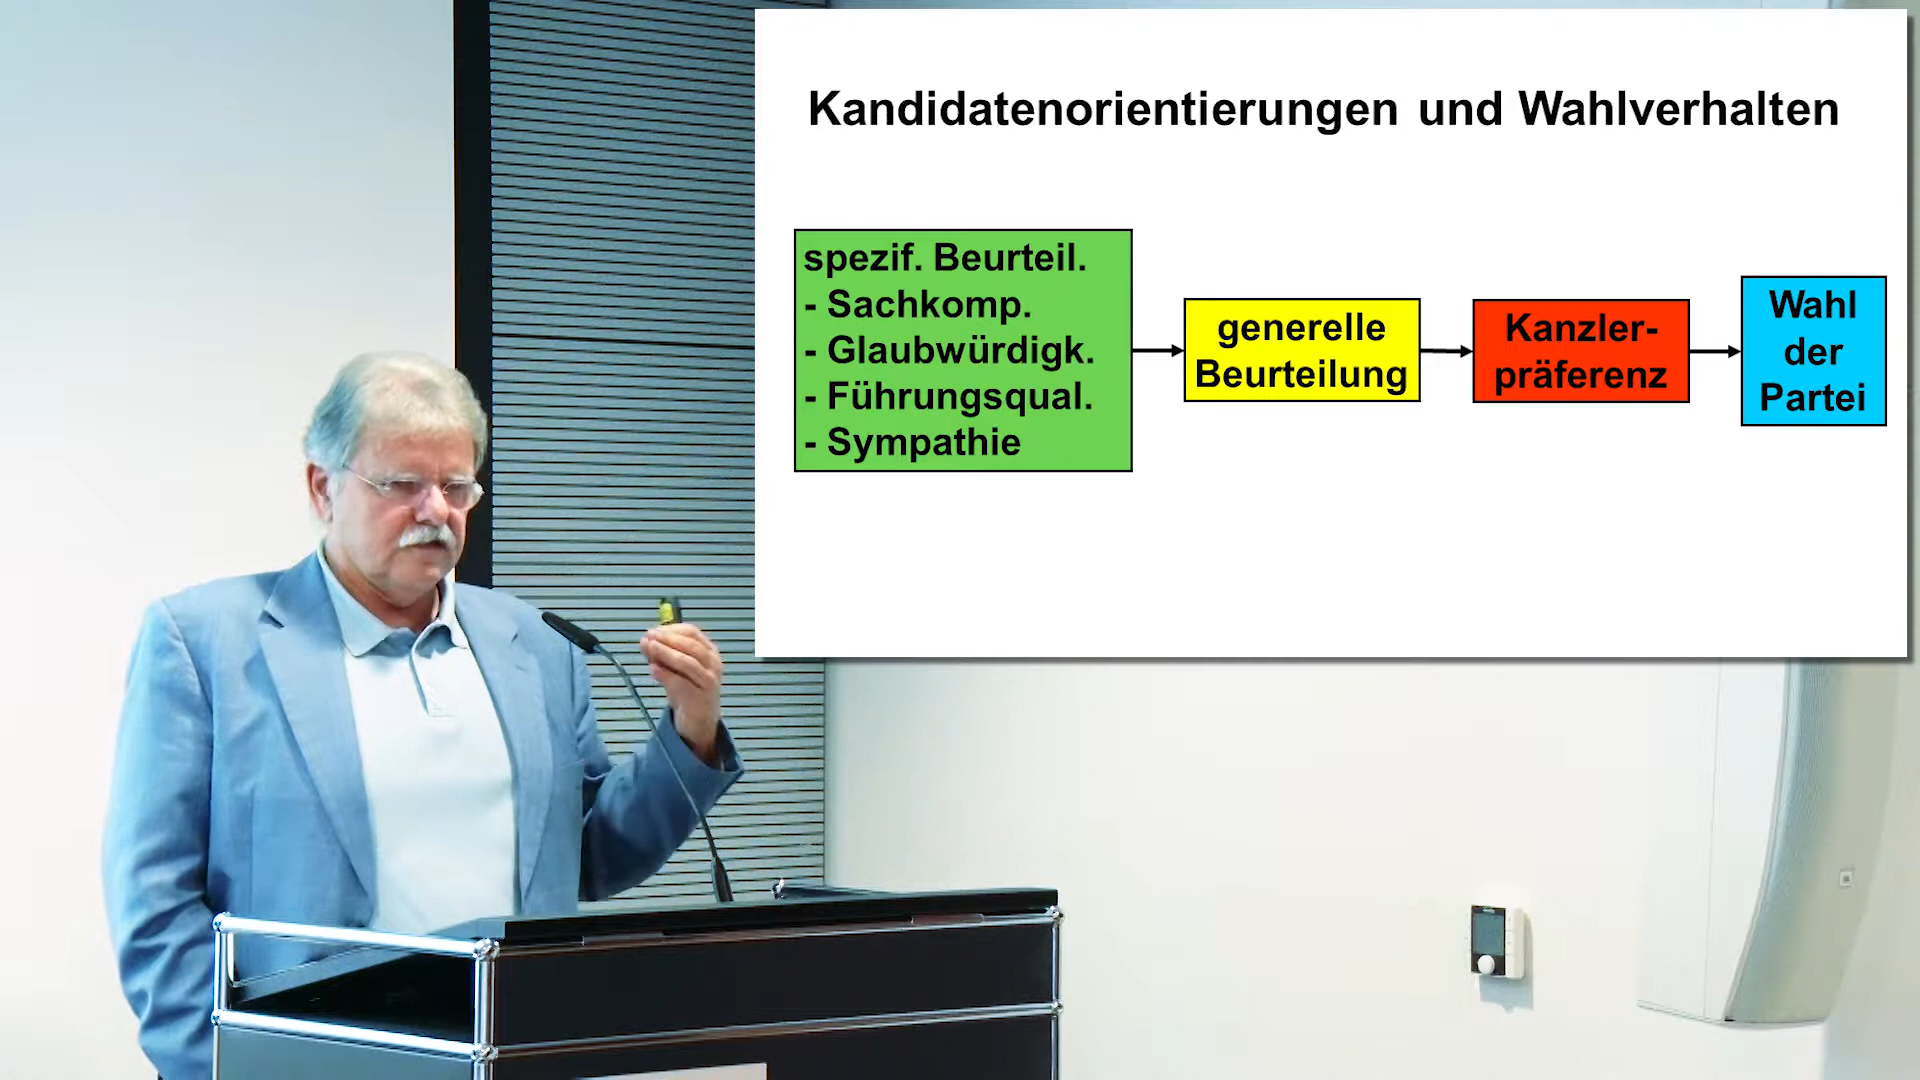 Kandidatenorientierungen und Wahlverhalten
spezif. Beurteil.
- Sachkomp.
- Glaubwürdigk.
- Führungsqual.
- Sympathie
generelle
Beurteilung
Kanzler-
präferenz
Wahl
der
Partei